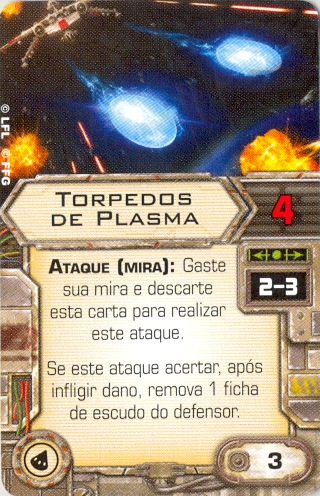 © LFL © FFG
TORPEDOS
DE PLASMA
4
2-3
ATAQUE (MIRA): Gaste
sua mira e descarte
esta carta para realizar
este ataque.
Se este ataque acertar, após
infligir dano, remova 1 ficha
de escudo do defensor.
3